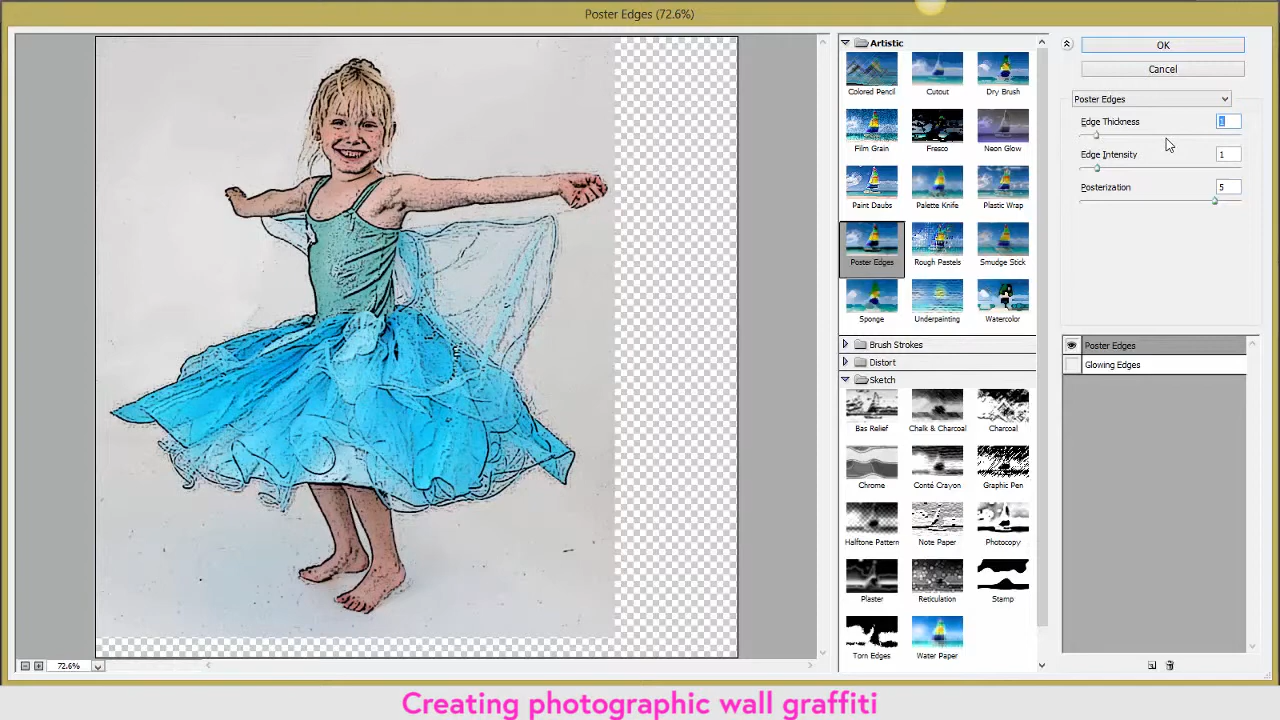 Poster Edges (72.6%)
Artistic
Colored Pencil
Cutout
Dry Brush
Film Grain
Fresco
Neon Glow
Paint Daubs
Palette Knife
Plastic Wrap
Poster Edges
Rough Pastels
Smudge Stick
Sponge
Underpainting
Watercolor
Brush Strokes
Distort
Sketch
Bas Relief
Chalk & Charcoal
Charcoal
Chrome
Conté Crayon
Graphic Pen
Halftone Pattern
Note Paper
Photocopy
Plaster
Reticulation
Stamp
Torn Edges
Water Paper
OK
Cancel
Poster Edges
Edge Thickness 1
Edge Intensity 1
Posterization 5
Poster Edges
Glowing Edges
72.6%
Creating photographic wall graffiti